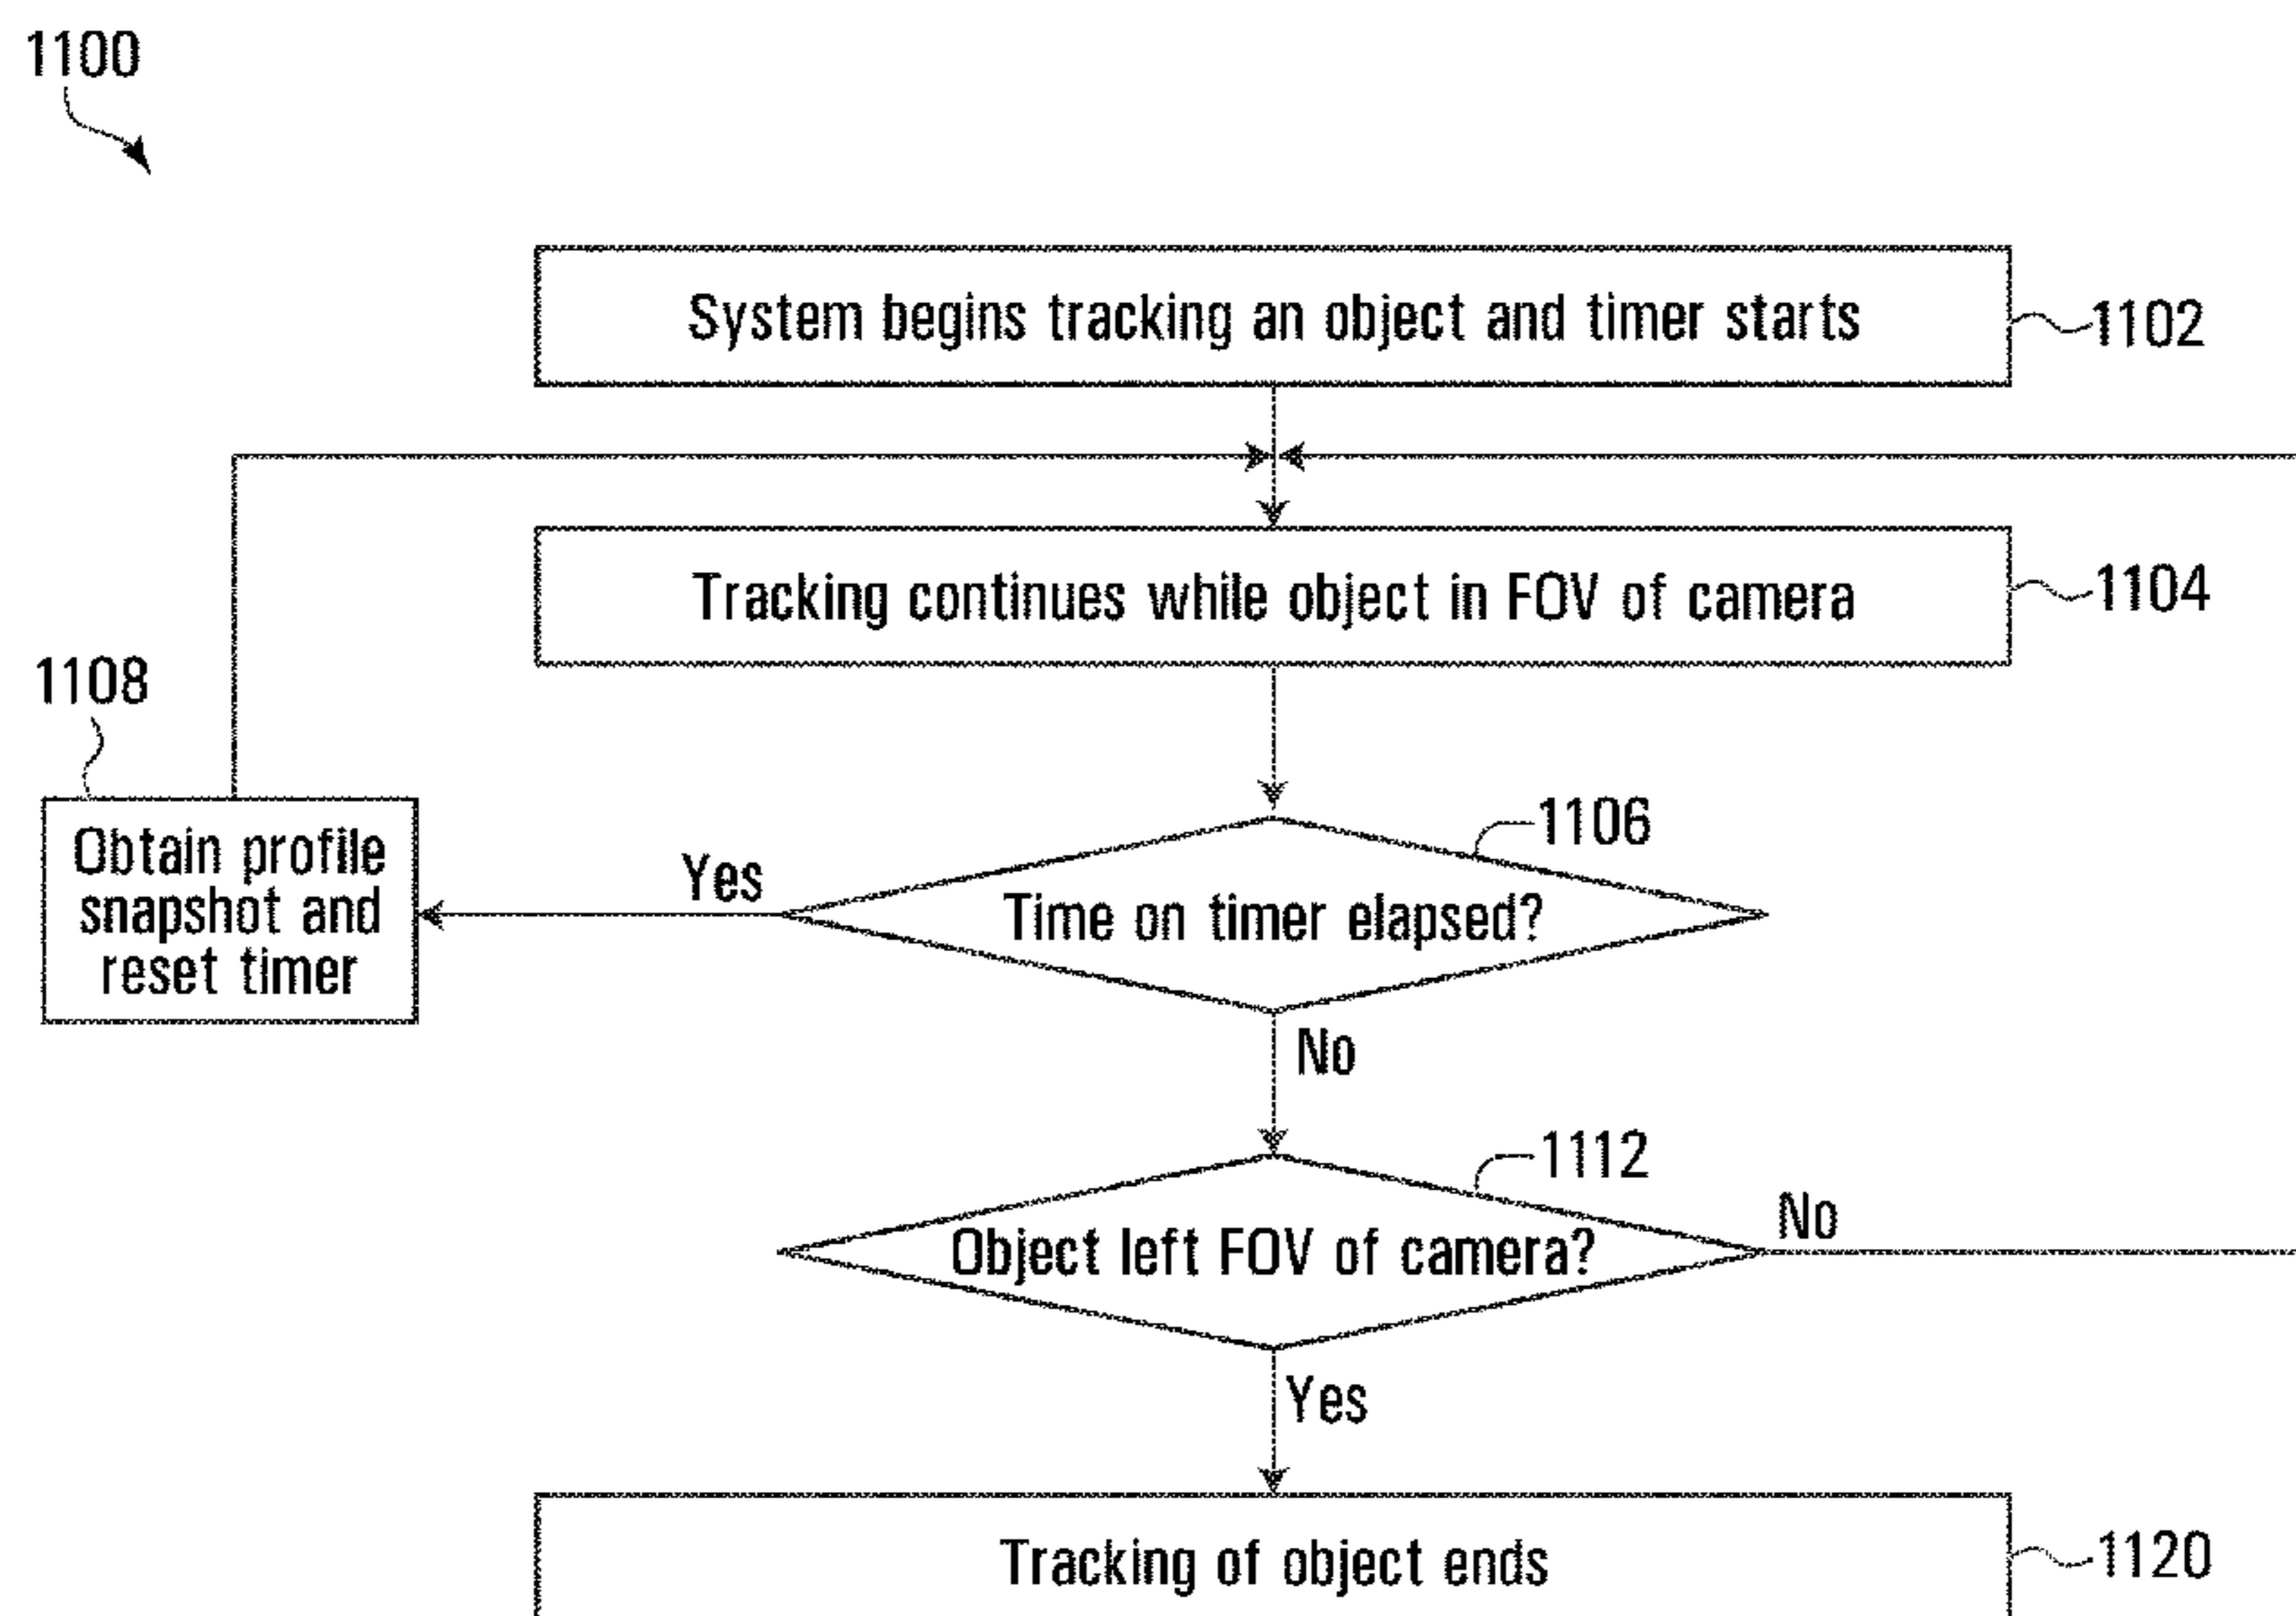 1100
System begins tracking an object and timer starts
1102
Tracking continues while object in FOV of camera
1104
1108
Obtain profile
snapshot and
reset timer
Yes
1106
Time on timer elapsed?
No
1112
Object left FOV of camera?
No
Yes
Tracking of object ends
1120